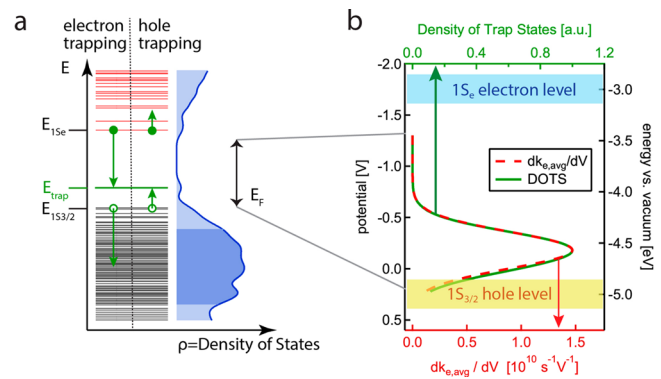 a
electron trapping
hole trapping
E
E1Se
Etrap
E1S3/2
EF
ρ=Density of States
b
Density of Trap States [a.u.]
0.0 0.4 0.8 1.2
-2.0
-1.5
-1.0
-0.5
0.0
0.5
potential [V]
1Se electron level
dke,avg/dV
DOTS
1S3/2 hole level
-3.0
-3.5
-4.0
-4.5
-5.0
energy vs. vacuum [eV]
0.0 0.5 1.0 1.5
dke,avg / dV [10^10 s^-1V^-1]